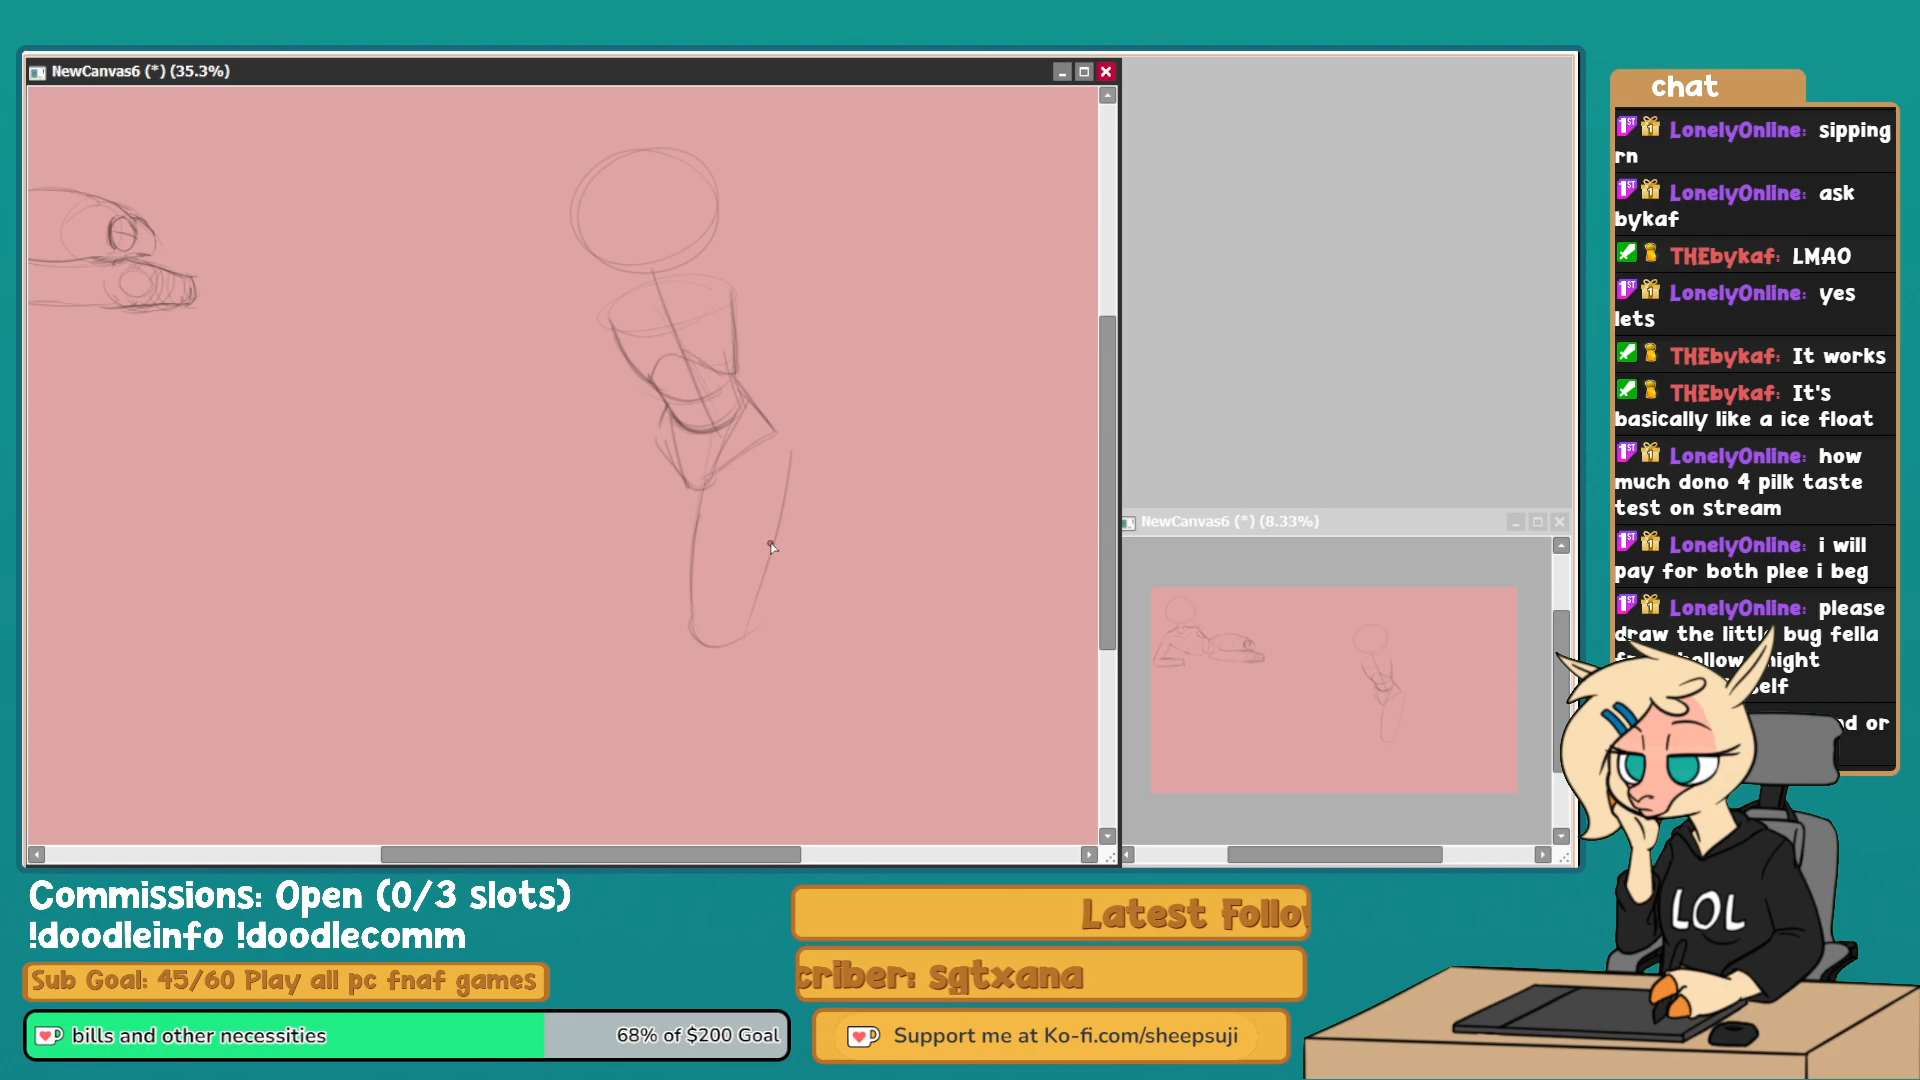 NewCanvas6 (*) (35.3%)
chat
LonelyOnline: sipping
rn
LonelyOnline: ask
bykaf
THEbykaf: LMAO
LonelyOnline: yes
lets
THEbykaf: It works
THEbykaf: It's
basically like a ice float
LonelyOnline: how
much dono 4 pilk taste
test on stream
LonelyOnline: i will
pay for both plee i beg
LonelyOnline: please
draw the little bug fella
or
NewCanvas6 (*) (8.33%)
LOL
Commissions: Open (0/3 slots)
!doodleinfo !doodlecomm
Sub Goal: 45/60 Play all pc fnaf games
bills and other necessities 68% of $200 Goal
Latest Follo
criber: sgtxana
Support me at Ko-fi.com/sheepsuji